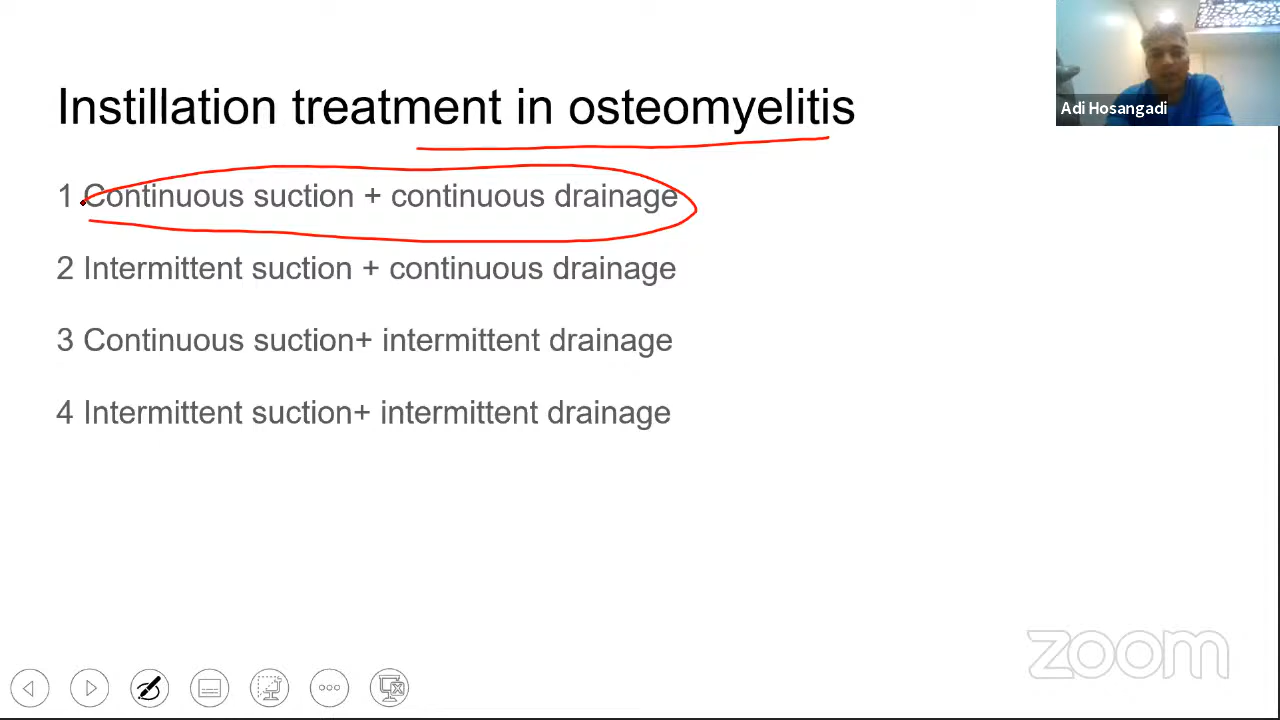 Instillation treatment in osteomyelitis
Adi Hosangadi
1 Continuous suction + continuous drainage
2 Intermittent suction + continuous drainage
3 Continuous suction+ intermittent drainage
4 Intermittent suction+ intermittent drainage
zoom